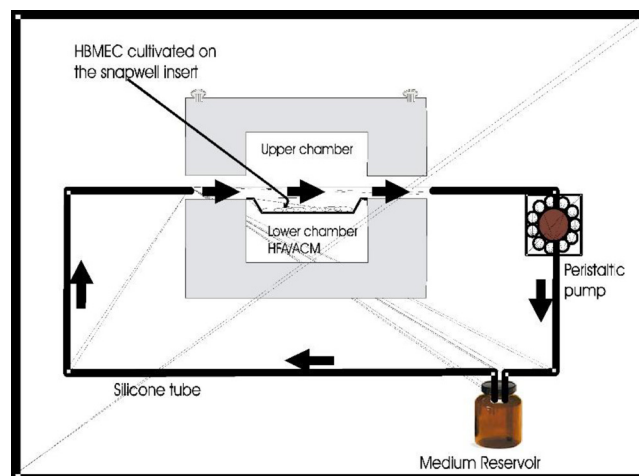 HBMEC cultivated on
the snapwell insert
Upper chamber
Lower chamber
HFA/ACM
Peristaltic
pump
Silicone tube
Medium Reservoir